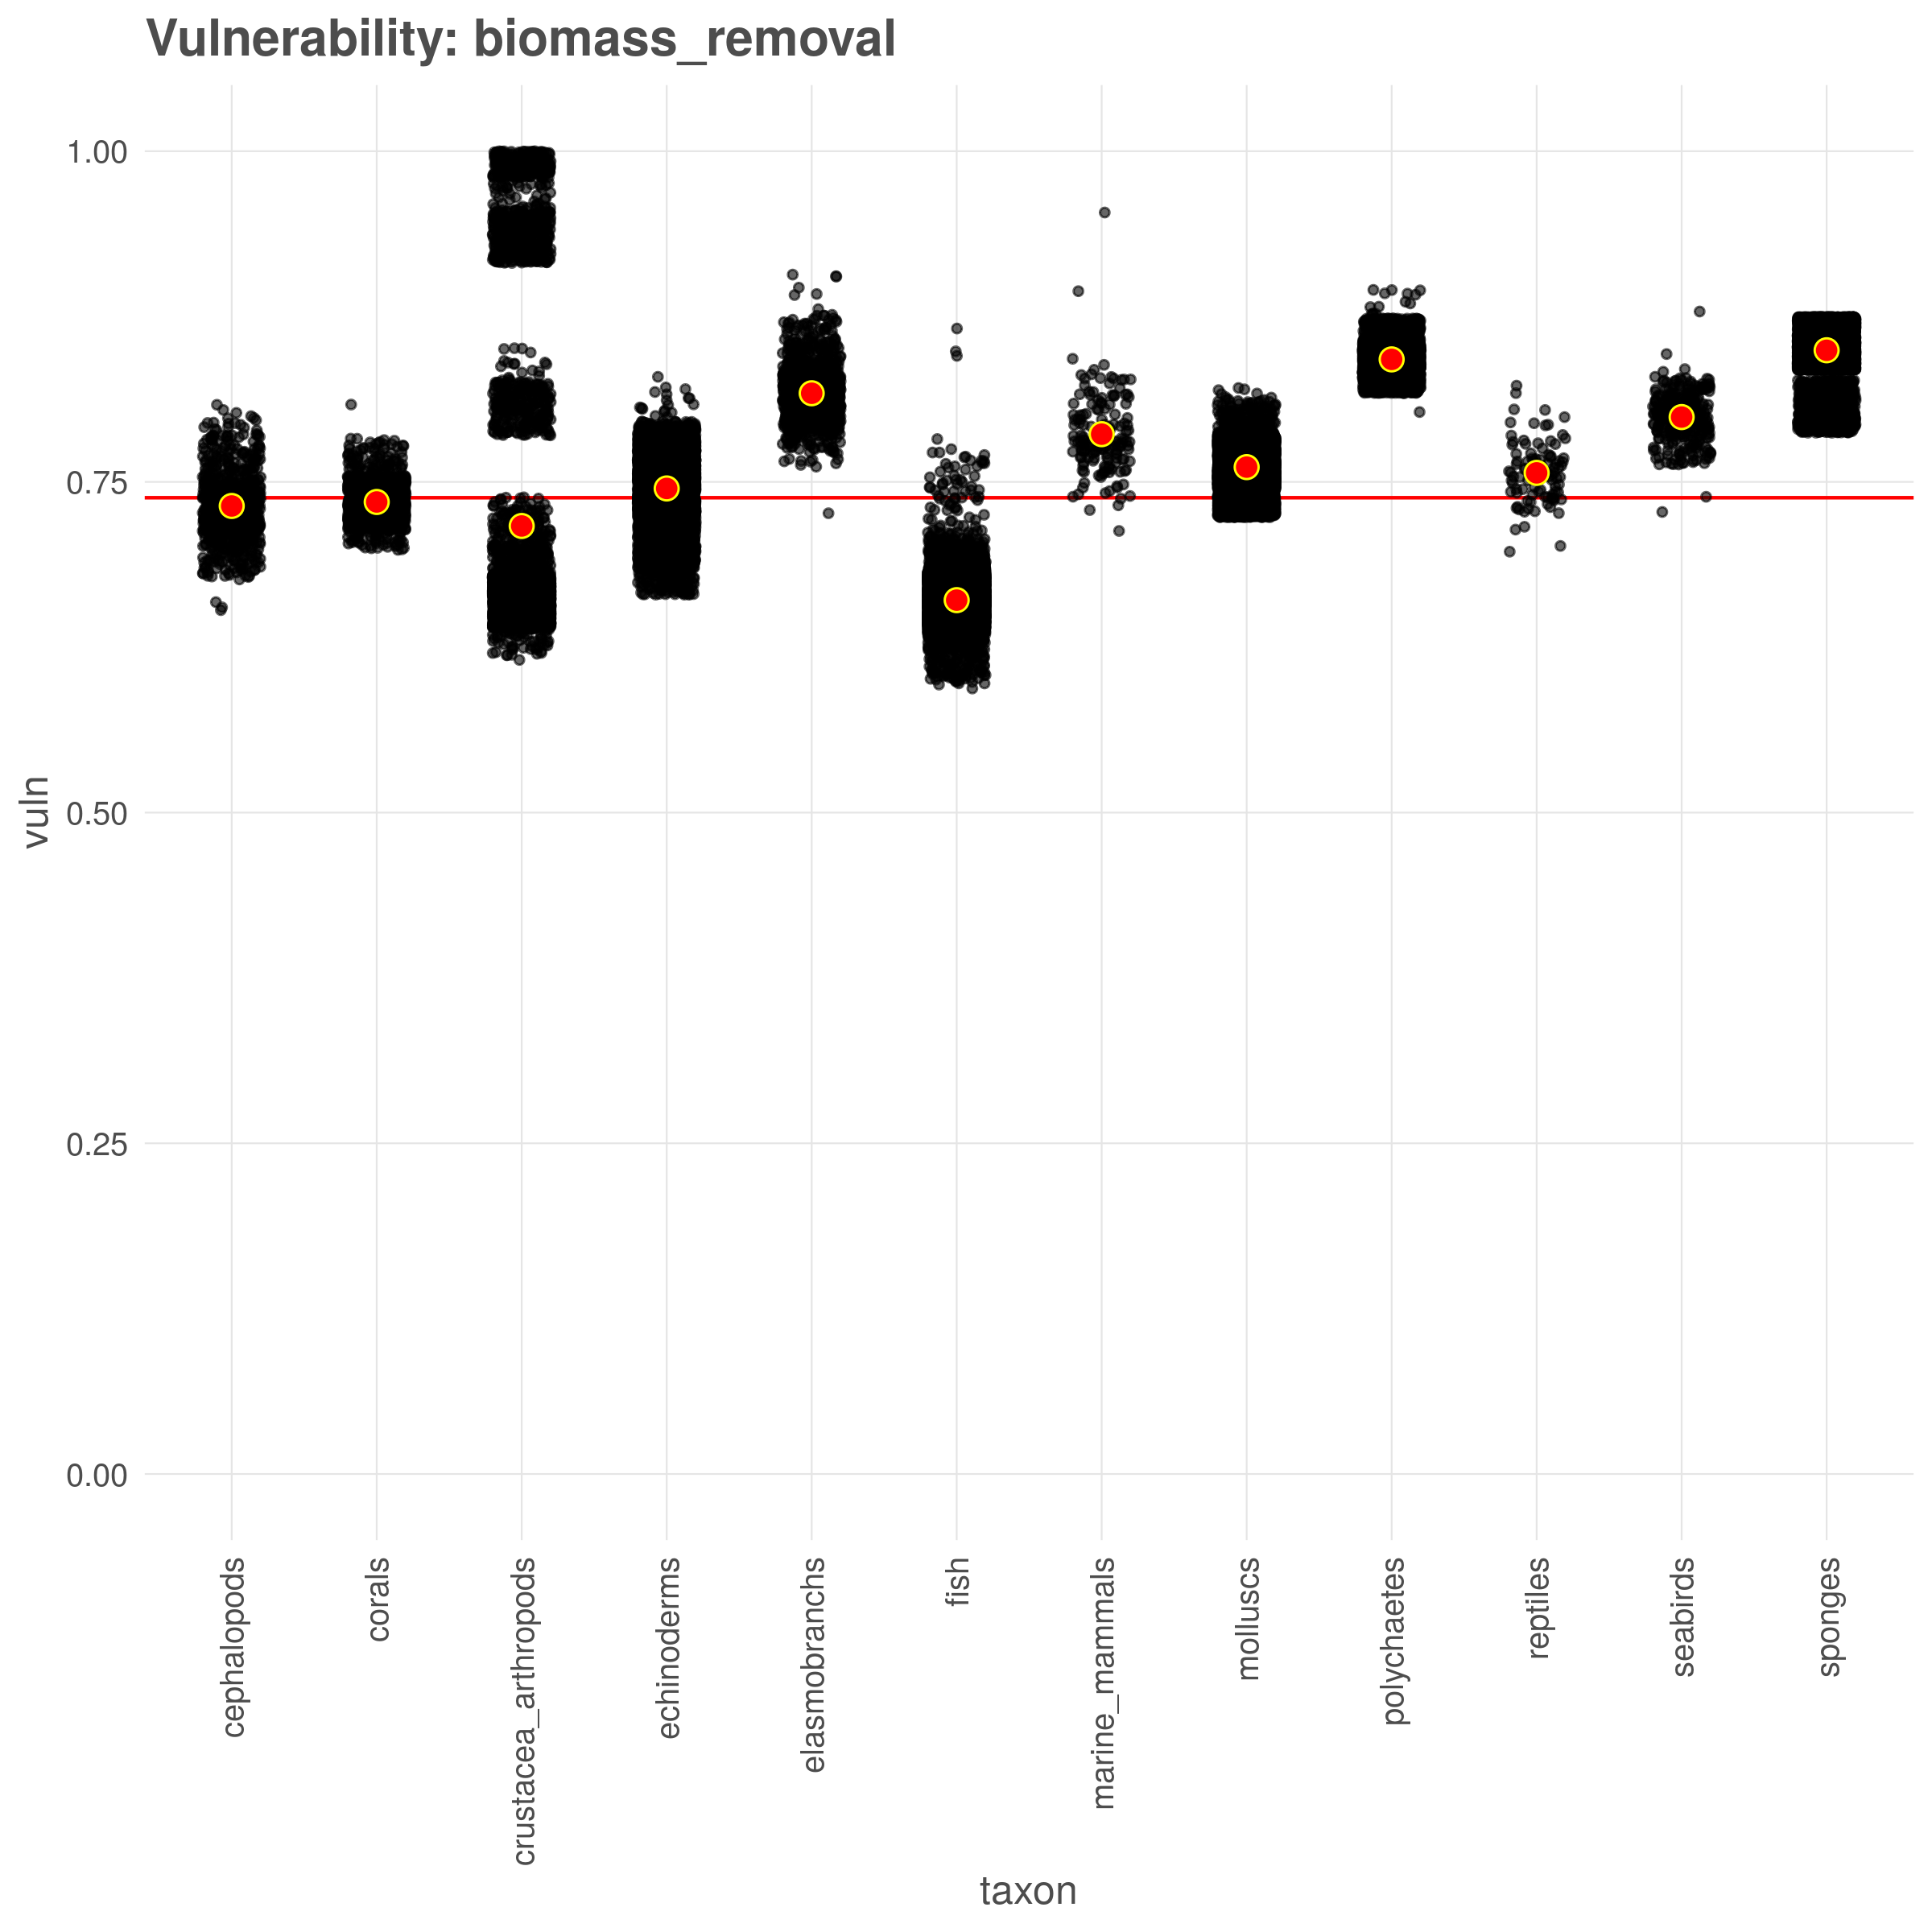 Vulnerability: biomass_removal
vuln
1.00
0.75
0.50
0.25
0.00
cephalopods
corals
crustacea_arthropods
echinoderms
elasmobranchs
fish
marine_mammals
molluscs
polychaetes
reptiles
seabirds
sponges
taxon